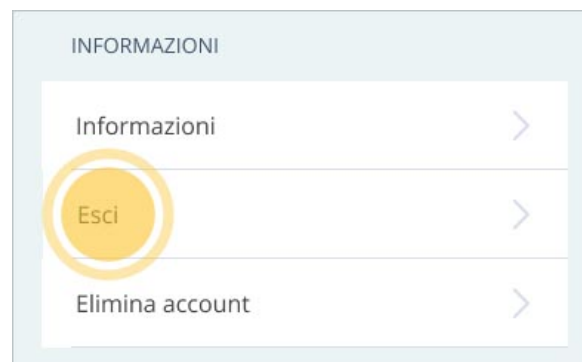 INFORMAZIONI
Informazioni
Esci
Elimina account